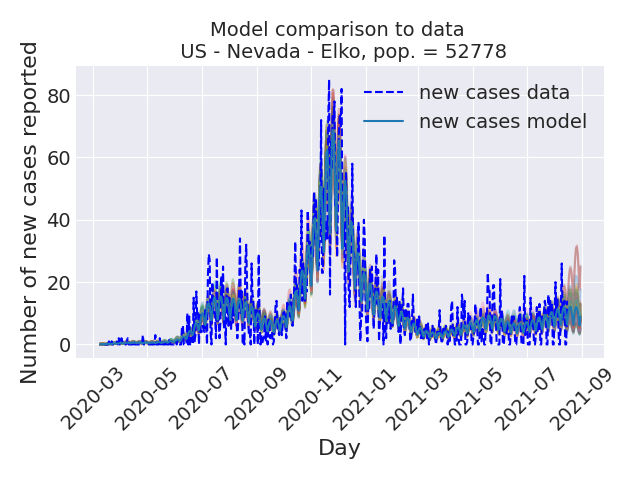 Model comparison to data
US - Nevada - Elko, pop. = 52778
Number of new cases reported
80
60
40
20
0
new cases data
new cases model
2020-03
2020-05
2020-07
2020-09
2020-11
2021-01
2021-03
2021-05
2021-07
2021-09
Day